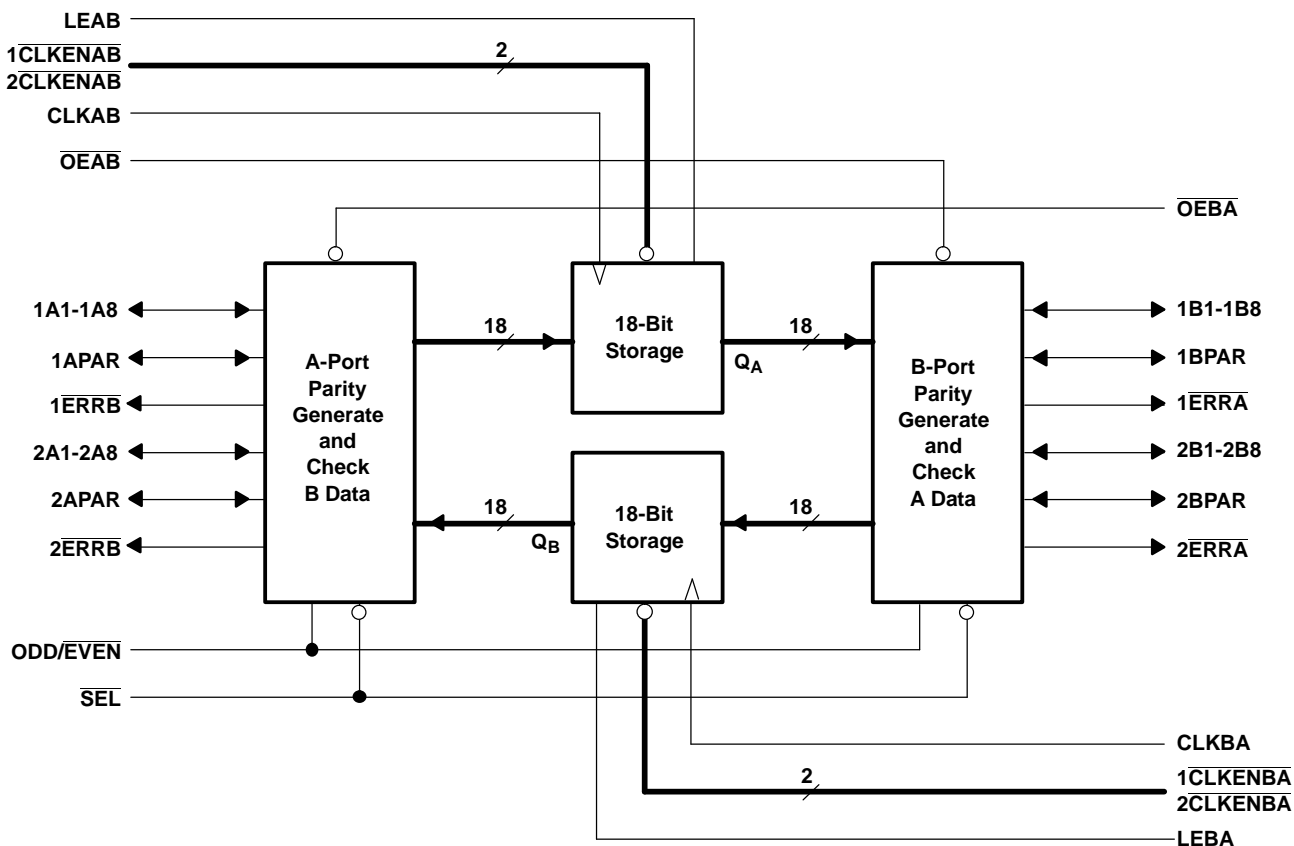 LEAB
1CLKENAB
2
2CLKENAB
CLKAB
OEAB
OEBA
1A1-1A8
1APAR
1ERRB
2A1-2A8
2APAR
2ERRB
A-Port
Parity
Generate
and
Check
B Data
18
18-Bit
Storage
18
QA
B-Port
Parity
Generate
and
Check
A Data
1B1-1B8
1BPAR
1ERRA
2B1-2B8
2BPAR
2ERRA
18
QB
18-Bit
Storage
18
ODD/EVEN
SEL
CLKBA
2
1CLKENBA
2CLKENBA
LEBA